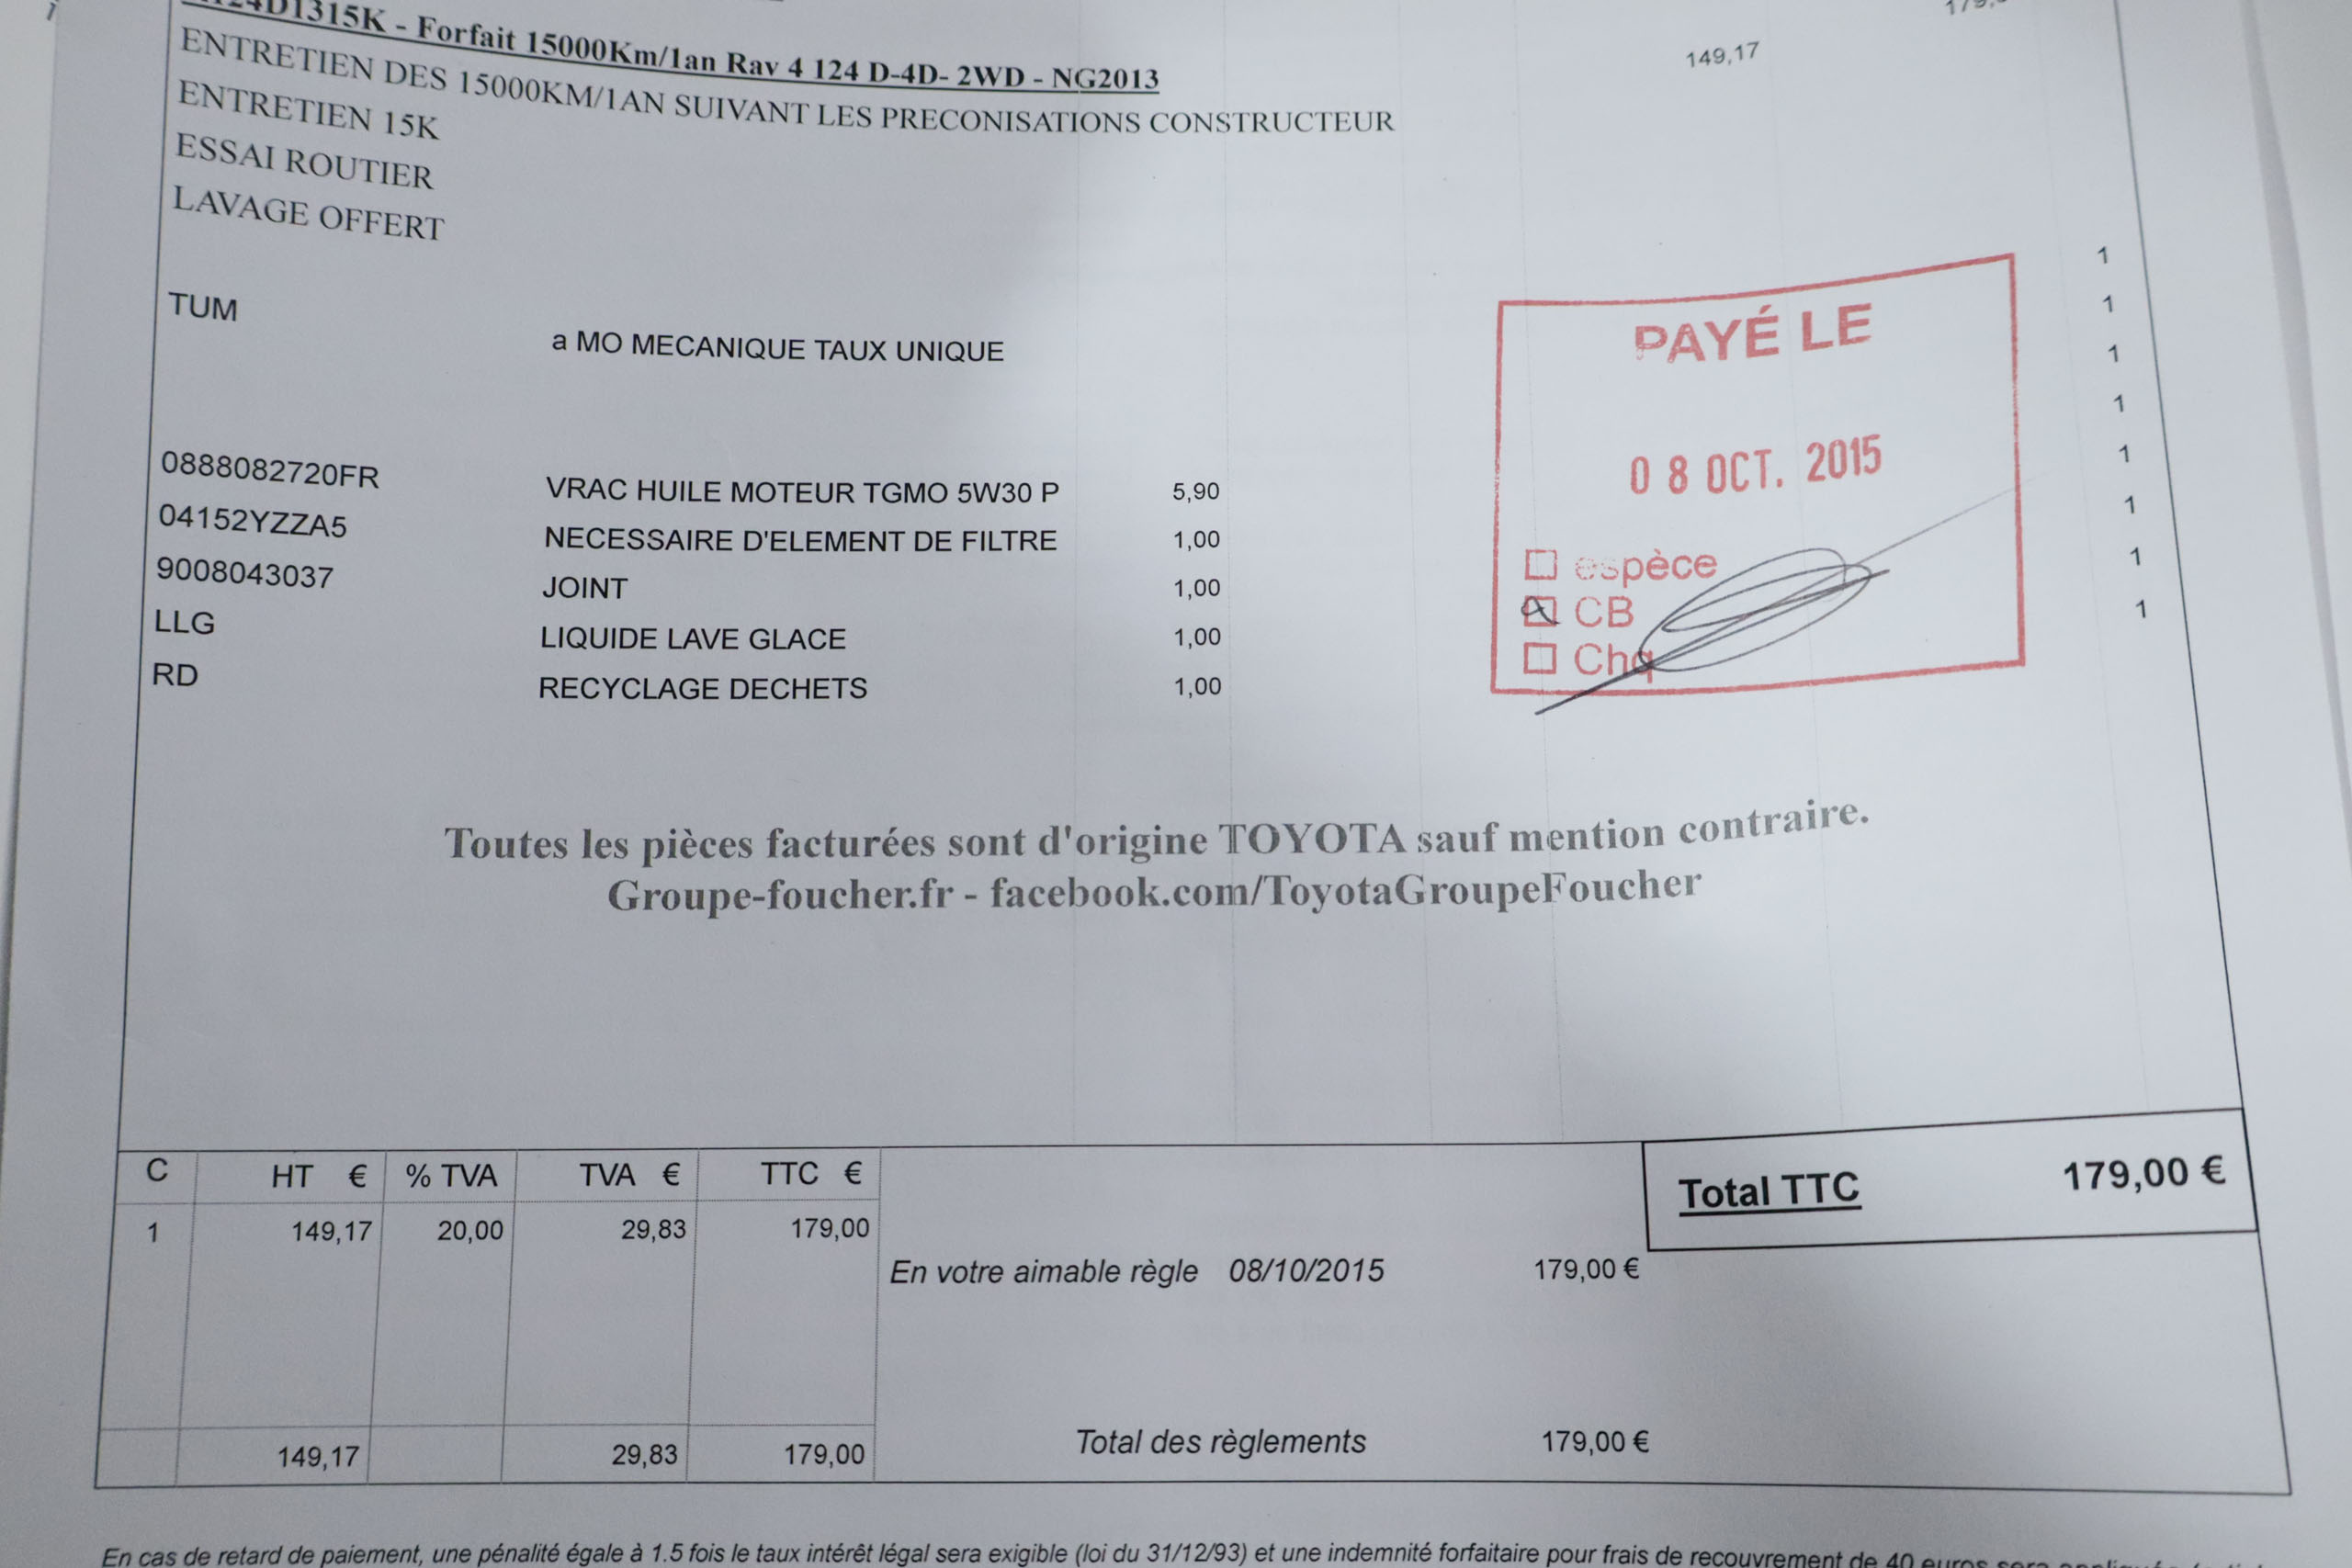 149,17
24D1315K - Forfait 15000Km/1an Rav 4 124 D-4D- 2WD - NG2013
ENTRETIEN DES 15000KM/1AN SUIVANT LES PRECONISATIONS CONSTRUCTEUR
ENTRETIEN 15K
ESSAI ROUTIER
LAVAGE OFFERT
1
TUM 1
a MO MECANIQUE TAUX UNIQUE 1
1
0888082720FR VRAC HUILE MOTEUR TGMO 5W30 P 5,90 1
04152YZZA5 NECESSAIRE D'ELEMENT DE FILTRE 1,00 1
9008043037 JOINT 1,00 1
LLG LIQUIDE LAVE GLACE 1,00 1
RD RECYCLAGE DECHETS 1,00
PAYÉ LE
08 OCT. 2015
espèce
CB
Chq
Toutes les pièces facturées sont d'origine TOYOTA sauf mention contraire.
Groupe-foucher.fr - facebook.com/ToyotaGroupeFoucher
C HT € % TVA TVA € TTC €
1 149,17 20,00 29,83 179,00
Total TTC 179,00 €
En votre aimable règle 08/10/2015 179,00 €
149,17 29,83 179,00
Total des règlements 179,00 €
En cas de retard de paiement, une pénalité égale à 1.5 fois le taux intérêt légal sera exigible (loi du 31/12/93) et une indemnité forfaitaire pour frais de recouvrement de 40 euros sera